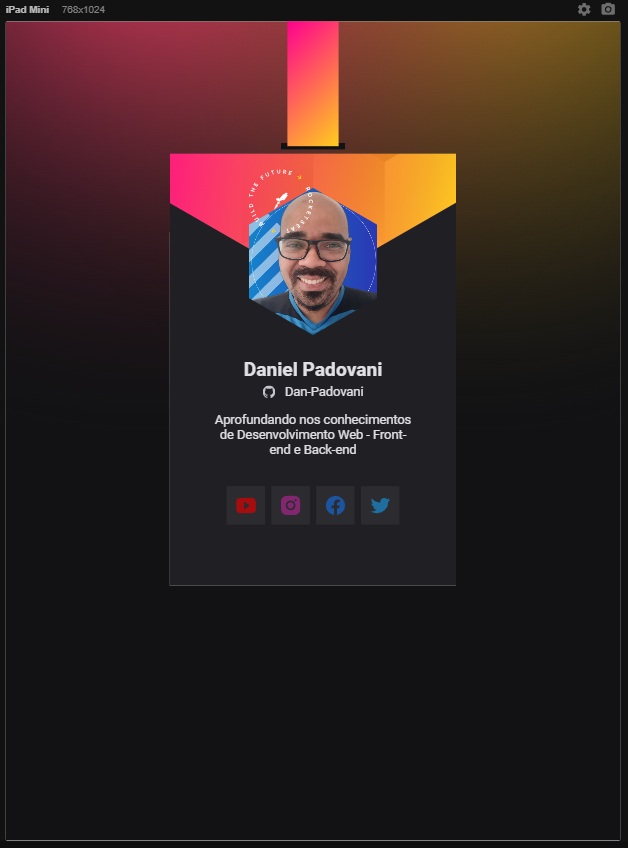 iPad Mini 768x1024
BUILD THE FUTURE ROCKETSEAT
Daniel Padovani
Dan-Padovani
Aprofundando nos conhecimentos
de Desenvolvimento Web - Front-
end e Back-end